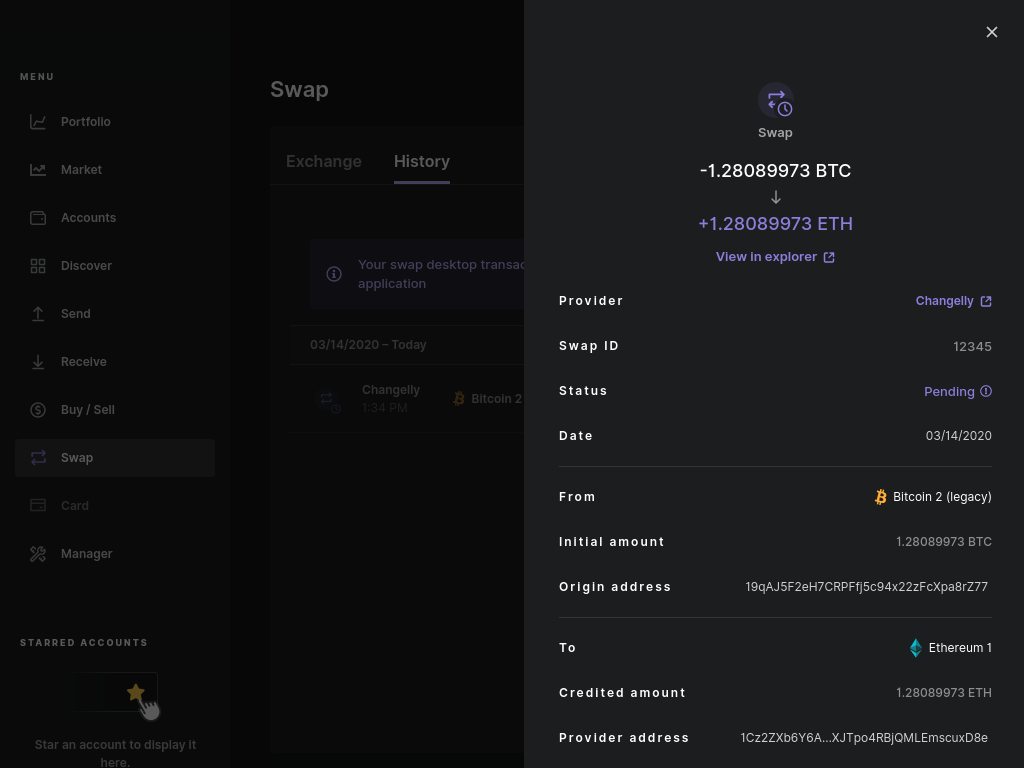 MENU
Portfolio
Market
Accounts
Discover
Send
Receive
Buy / Sell
Swap
Card
Manager
STARRED ACCOUNTS
Star an account to display it
here.
Swap
Exchange
History
Your swap desktop transac
application
03/14/2020 – Today
Changelly
1:34 PM
Bitcoin 2
Swap
-1.28089973 BTC
+1.28089973 ETH
View in explorer
Provider
Changelly
Swap ID
12345
Status
Pending
Date
03/14/2020
From
Bitcoin 2 (legacy)
Initial amount
1.28089973 BTC
Origin address
19qAJ5F2eH7CRPFfj5c94x22zFcXpa8rZ77
To
Ethereum 1
Credited amount
1.28089973 ETH
Provider address
1Cz2ZXb6Y6A...XJTpo4RBjQMLEmscuxD8e